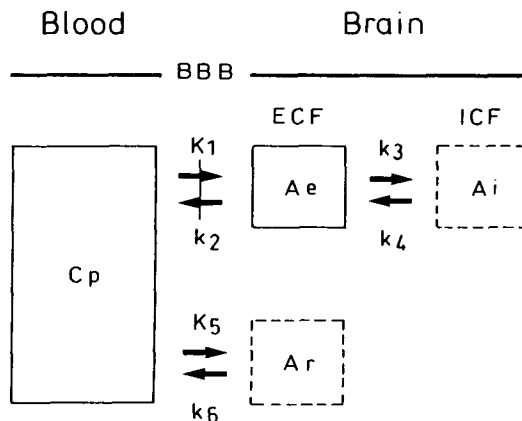 Blood Brain
BBB
ECF ICF
K1 k3
Ae Ai
k2 k4
Cp
K5
Ar
k6